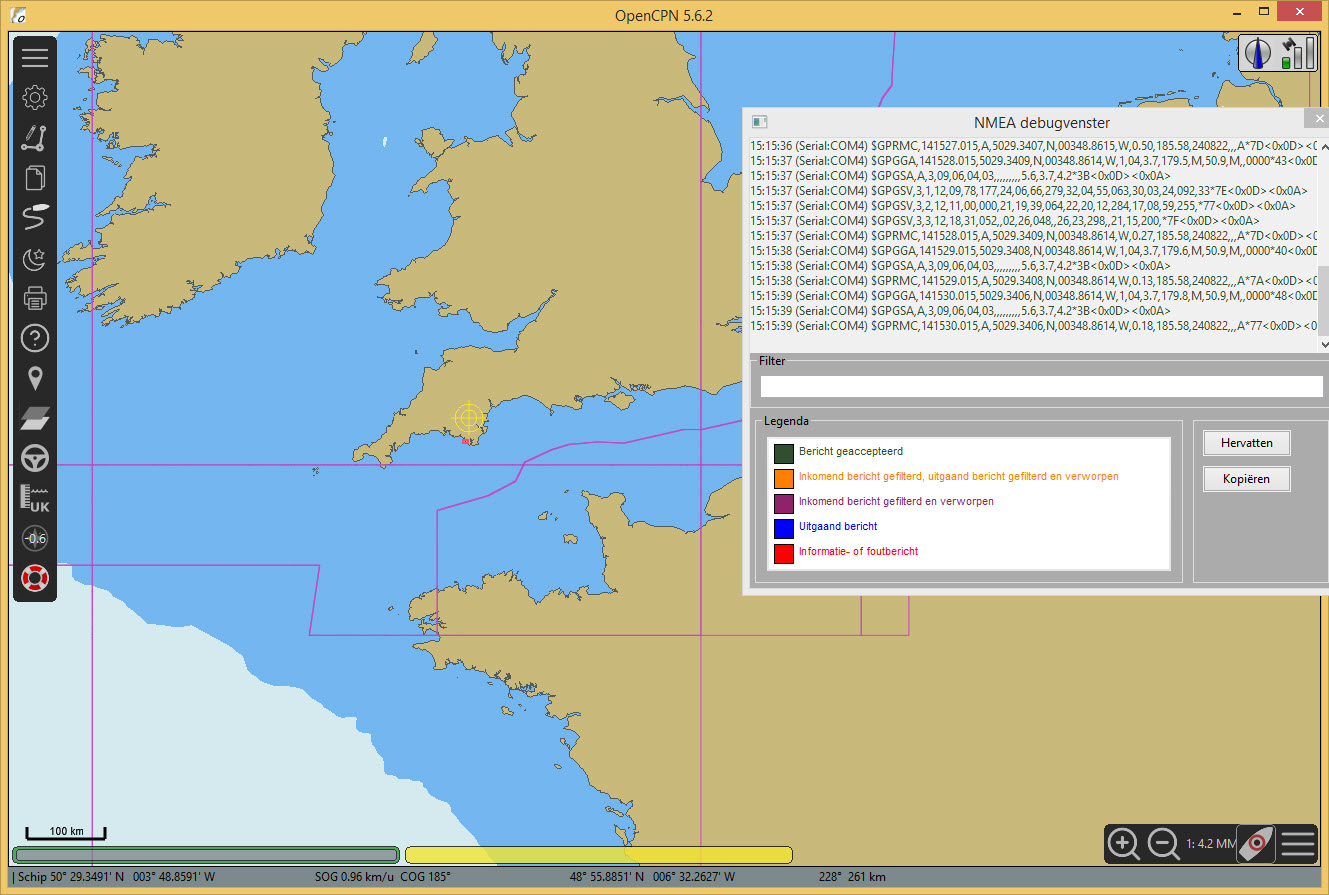 OpenCPN 5.6.2
NMEA debugvenster
15:15:36 (Serial:COM4) $GPRMC,141527.015,A,5029.3407,N,00348.8615,W,0.50,185.58,240822,,,A*7D<0x0D><0
15:15:37 (Serial:COM4) $GPGGA,141528.015,5029.3409,N,00348.8614,W,1,04,3.7,179.5,M,50.9,M,,0000*43<0x0D
15:15:37 (Serial:COM4) $GPGSA,A,3,09,06,04,03,,,,,,,,,5.6,3.7,4.2*3B<0x0D><0x0A>
15:15:37 (Serial:COM4) $GPGSV,3,1,12,09,78,177,24,06,66,279,32,04,55,063,30,03,24,092,33*7E<0x0D><0x0A>
15:15:37 (Serial:COM4) $GPGSV,3,2,12,11,00,000,21,19,39,064,22,20,12,284,17,08,59,255,*77<0x0D><0x0A>
15:15:37 (Serial:COM4) $GPGSV,3,3,12,18,31,052,,02,26,048,,26,23,298,,21,15,200,*7F<0x0D><0x0A>
15:15:37 (Serial:COM4) $GPRMC,141528.015,A,5029.3409,N,00348.8614,W,0.27,185.58,240822,,,A*7D<0x0D><0
15:15:38 (Serial:COM4) $GPGGA,141529.015,5029.3408,N,00348.8614,W,1,04,3.7,179.6,M,50.9,M,,0000*40<0x0D
15:15:38 (Serial:COM4) $GPGSA,A,3,09,06,04,03,,,,,,,,,5.6,3.7,4.2*3B<0x0D><0x0A>
15:15:38 (Serial:COM4) $GPRMC,141529.015,A,5029.3408,N,00348.8614,W,0.13,185.58,240822,,,A*7A<0x0D><0
15:15:39 (Serial:COM4) $GPGGA,141530.015,5029.3406,N,00348.8614,W,1,04,3.7,179.8,M,50.9,M,,0000*48<0x0D
15:15:39 (Serial:COM4) $GPGSA,A,3,09,06,04,03,,,,,,,,,5.6,3.7,4.2*3B<0x0D><0x0A>
15:15:39 (Serial:COM4) $GPRMC,141530.015,A,5029.3406,N,00348.8614,W,0.18,185.58,240822,,,A*77<0x0D><0
Filter
Legenda
Bericht geaccepteerd
Inkomend bericht gefilterd, uitgaand bericht gefilterd en verworpen
Inkomend bericht gefilterd en verworpen
Uitgaand bericht
Informatie- of foutbericht
Hervatten
Kopiëren
UK
-0.6
100 km
1: 4.2 MM
Schip 50° 29.3491' N 003° 48.8591' W SOG 0.96 km/u COG 185° 48° 55.8851' N 006° 32.2627' W 228° 261 km